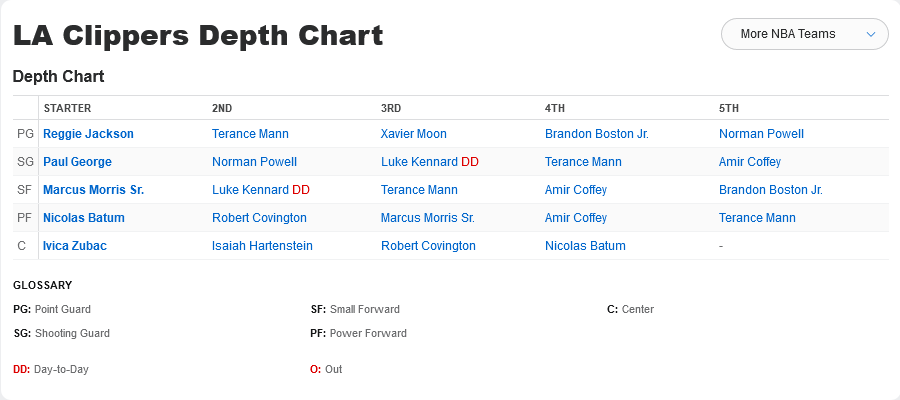 LA Clippers Depth Chart
More NBA Teams
Depth Chart
STARTER 2ND 3RD 4TH 5TH
PG Reggie Jackson Terance Mann Xavier Moon Brandon Boston Jr. Norman Powell
SG Paul George Norman Powell Luke Kennard DD Terance Mann Amir Coffey
SF Marcus Morris Sr. Luke Kennard DD Terance Mann Amir Coffey Brandon Boston Jr.
PF Nicolas Batum Robert Covington Marcus Morris Sr. Amir Coffey Terance Mann
C Ivica Zubac Isaiah Hartenstein Robert Covington Nicolas Batum -
GLOSSARY
PG: Point Guard SF: Small Forward C: Center
SG: Shooting Guard PF: Power Forward
DD: Day-to-Day O: Out